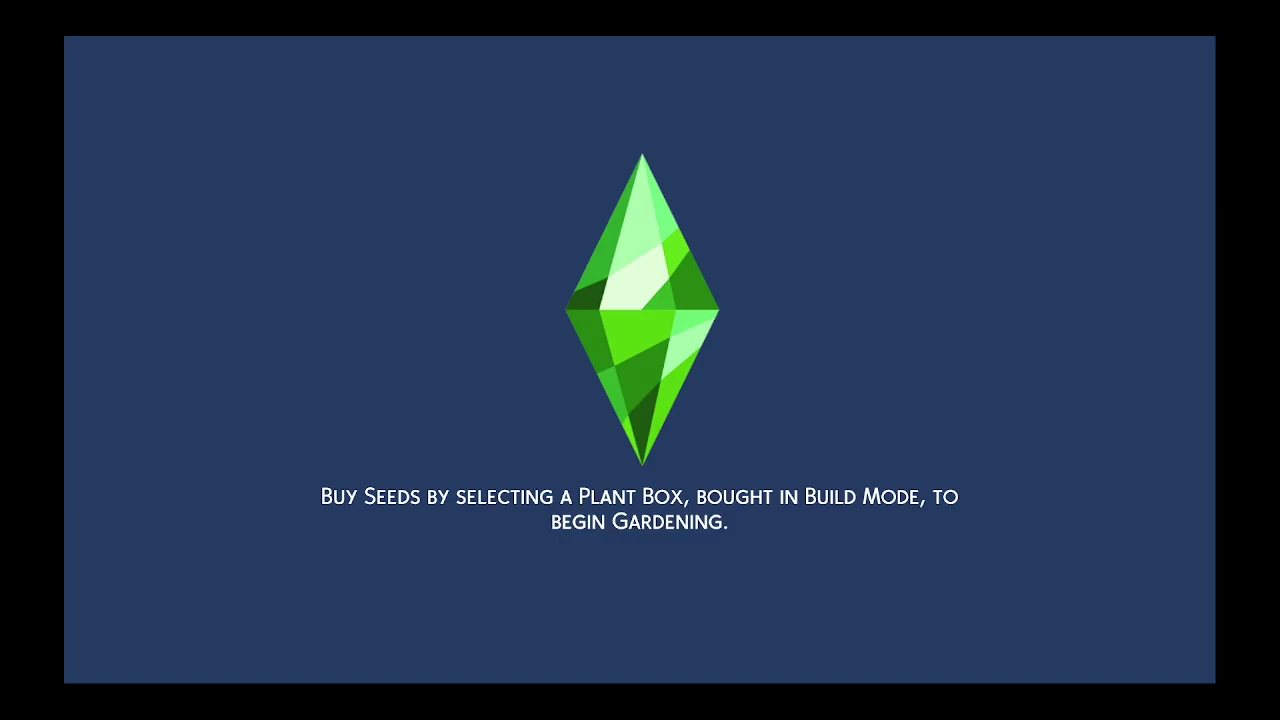 Buy Seeds by selecting a Plant Box, bought in Build Mode, to
begin Gardening.